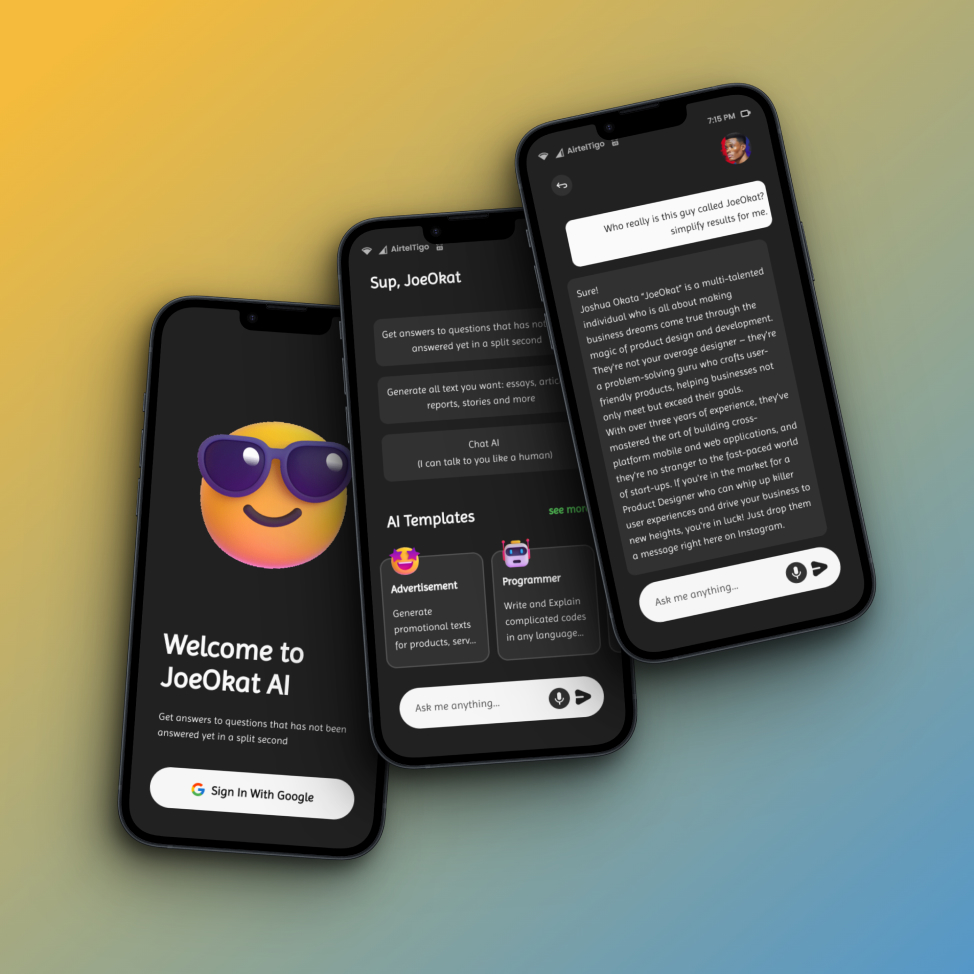 Welcome to
JoeOkat AI
Get answers to questions that has not been
answered yet in a split second
Sign In With Google
AirtelTigo
Sup, JoeOkat
Get answers to questions that has not
answered yet in a split second
Generate all text you want: essays, artic
reports, stories and more
Chat AI
(I can talk to you like a human)
AI Templates
see more
Advertisement
Generate
promotional texts
for products, serv...
Programmer
Write and Explain
complicated codes
in any language...
Ask me anything...
AirtelTigo
7:15 PM
Who really is this guy called JoeOkat?
simplify results for me.
Sure!
Joshua Okata "JoeOkat" is a multi-talented
individual who is all about making
business dreams come true through the
magic of product design and development.
They're not your average designer – they're
a problem-solving guru who crafts user-
friendly products, helping businesses not
only meet but exceed their goals.
With over three years of experience, they've
mastered the art of building cross-
platform mobile and web applications, and
they're no stranger to the fast-paced world
of start-ups. If you're in the market for a
Product Designer who can whip up killer
user experiences and drive your business to
new heights, you're in luck! Just drop them
a message right here on Instagram.
Ask me anything...